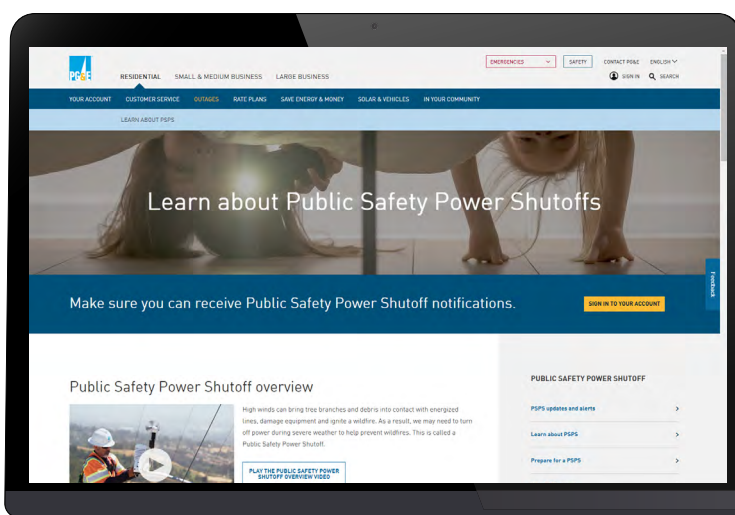 EMERGENCIES
SAFETY
CONTACT PG&E
ENGLISH
PG&E
RESIDENTIAL
SMALL & MEDIUM BUSINESS
LARGE BUSINESS
SIGN IN
SEARCH
YOUR ACCOUNT
CUSTOMER SERVICE
OUTAGES
RATE PLANS
SAVE ENERGY & MONEY
SOLAR & VEHICLES
IN YOUR COMMUNITY
LEARN ABOUT PSPS
Learn about Public Safety Power Shutoffs
Feedback
Make sure you can receive Public Safety Power Shutoff notifications.
SIGN IN TO YOUR ACCOUNT
Public Safety Power Shutoff overview
High winds can bring tree branches and debris into contact with energized
lines, damage equipment and ignite a wildfire. As a result, we may need to turn
off power during severe weather to help prevent wildfires. This is called a
Public Safety Power Shutoff.
PLAY THE PUBLIC SAFETY POWER
SHUTOFF OVERVIEW VIDEO
PUBLIC SAFETY POWER SHUTOFF
PSPS updates and alerts
Learn about PSPS
Prepare for a PSPS